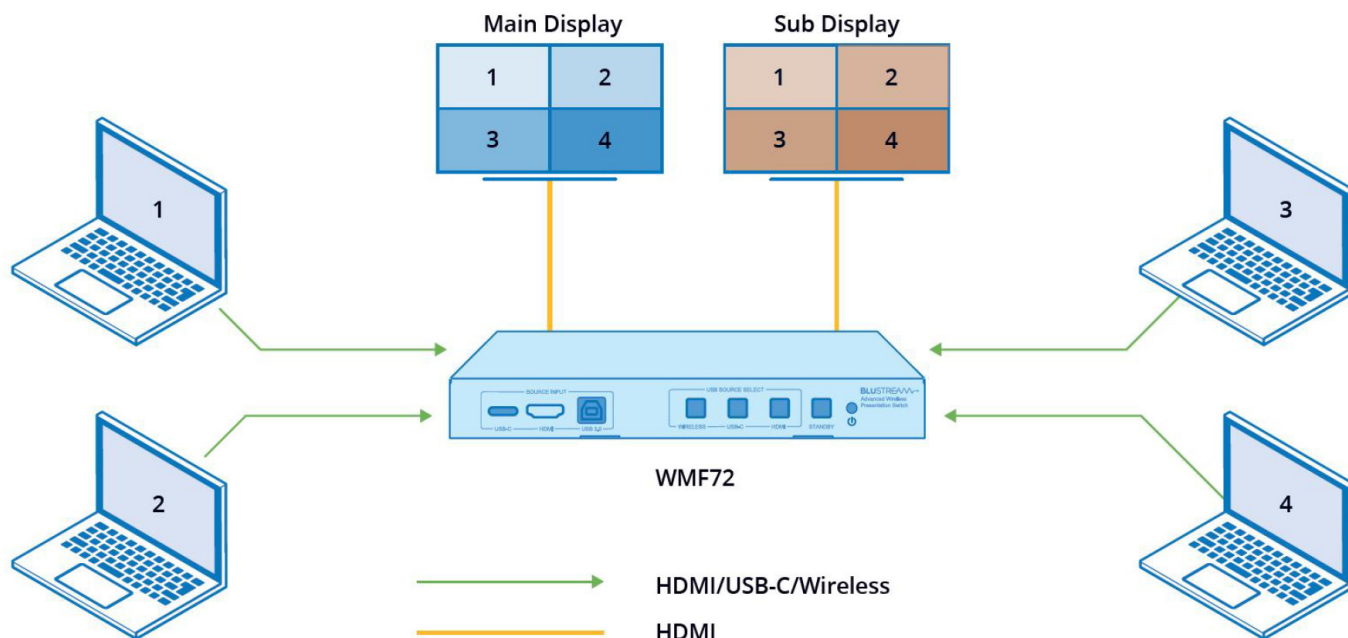 Main Display
Sub Display
1 2
1 2
3 4
3 4
1
3
SOURCE INPUT
USB SOURCE SELECT
BLUSTREAM
Advanced Wireless
Presentation Switch
USB-C HDMI USB 3.0
WIRELESS USB-C HDMI STANDBY
WMF72
2
4
HDMI/USB-C/Wireless
HDMI